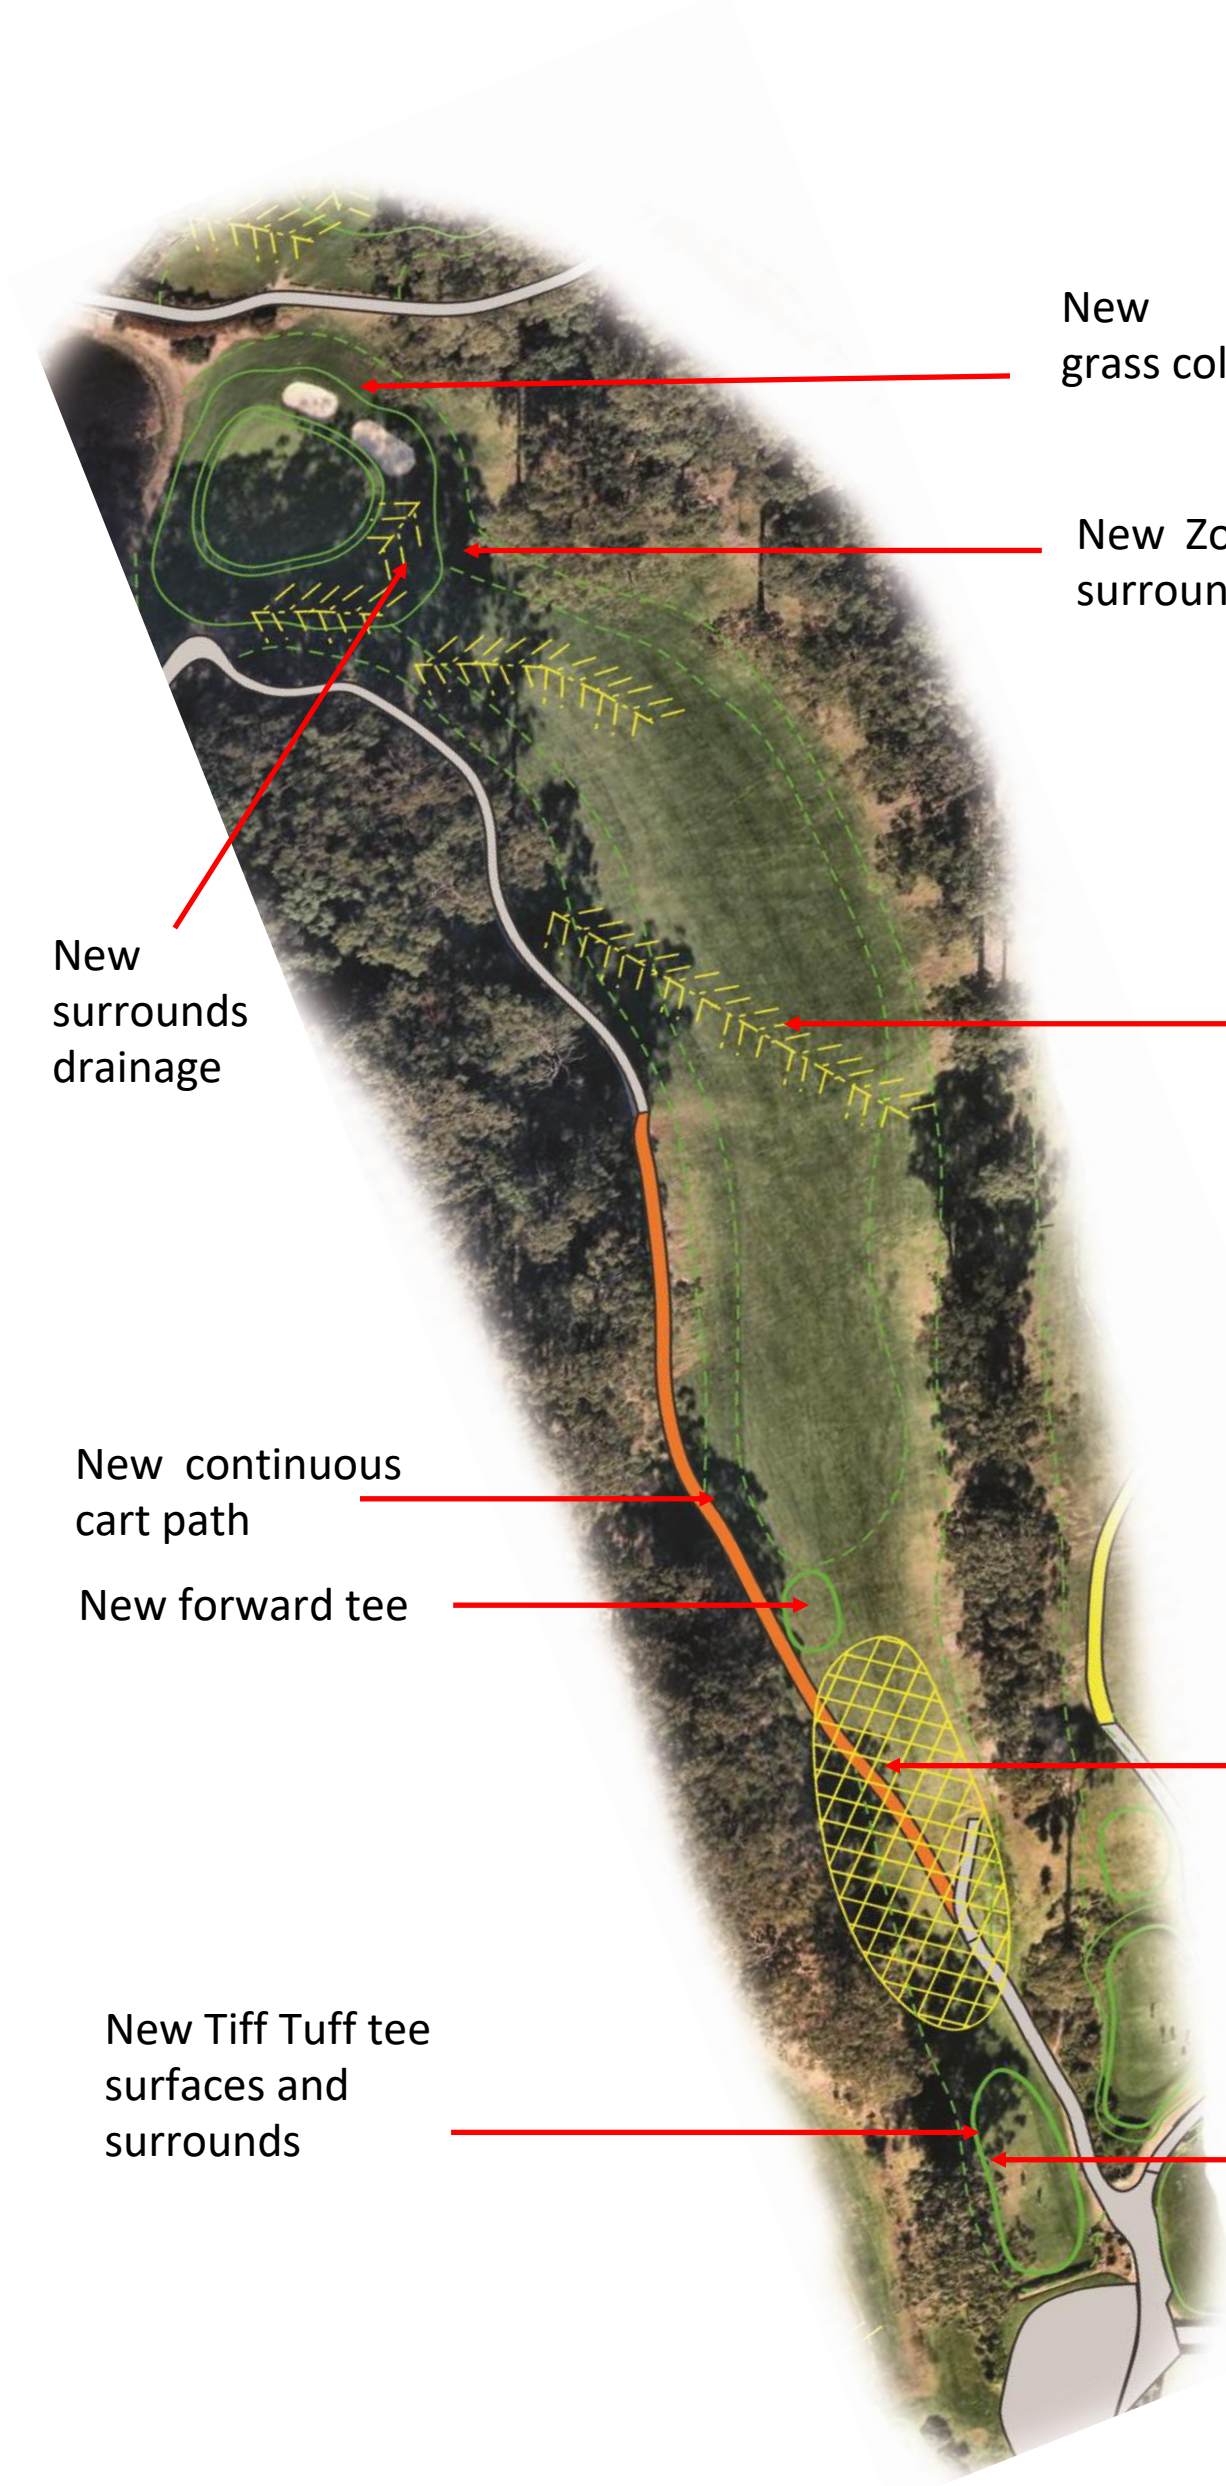 New
grass col
New Zo
surroun
New
surrounds
drainage
New continuous
cart path
New forward tee
New Tiff Tuff tee
surfaces and
surrounds